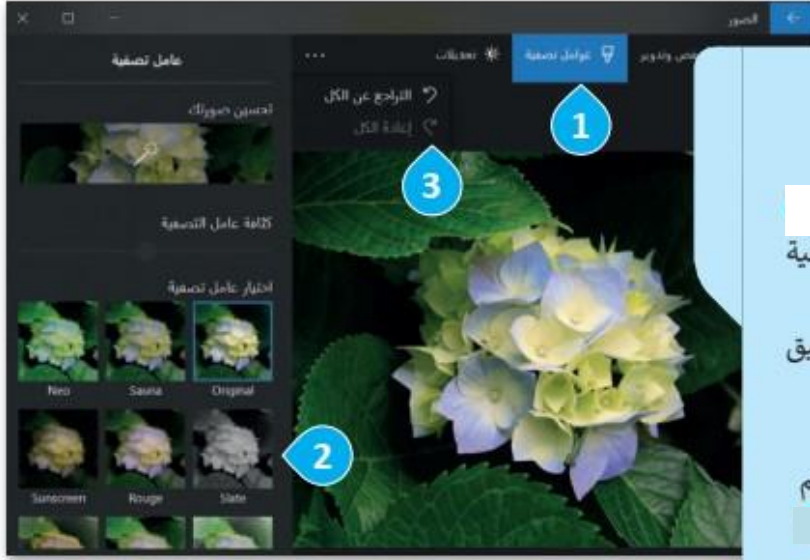 الصور
قص وتدوير
عوامل تصفية
تعديلات
1
التراجع عن الكل
إعادة الكل
3
عامل تصفية
تحسين صورتك
كثافة عامل التصفية
اختيار عامل تصفية
Original
Sauna
Neo
Slate
Rouge
Sunscreen
2